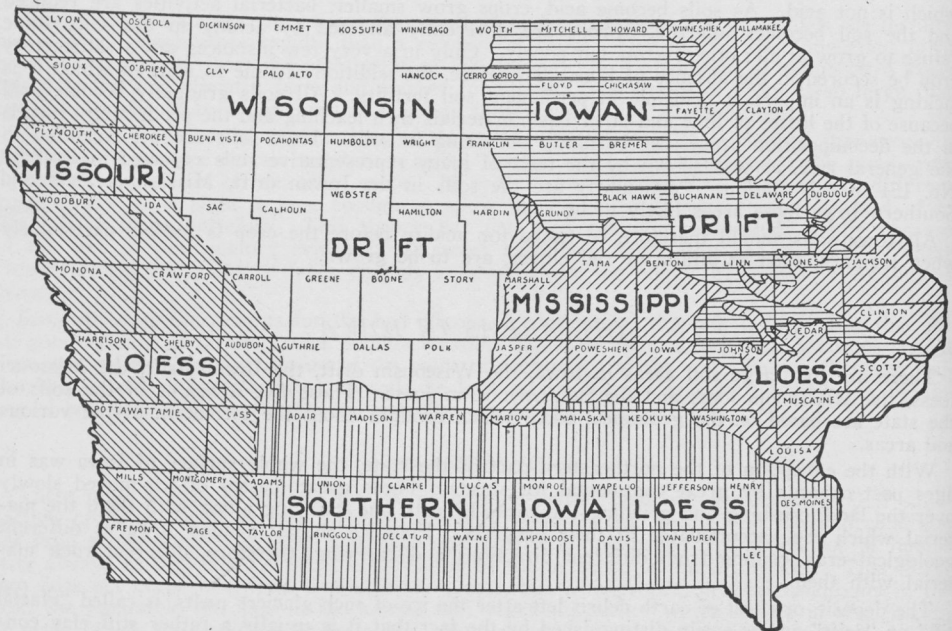 LYON OSCEOLA DICKINSON EMMET KOSSUTH WINNEBAGO WORTH MITCHELL HOWARD WINNESHIEK ALLAMAKEE
SIOUX O'BRIEN CLAY PALO ALTO HANCOCK CERRO GORDO FLOYD CHICKASAW
WISCONSIN IOWAN
FAYETTE CLAYTON
PLYMOUTH CHEROKEE BUENA VISTA POCAHONTAS HUMBOLDT WRIGHT FRANKLIN BUTLER BREMER
MISSOURI
WOODBURY IDA SAC CALHOUN WEBSTER HAMILTON HARDIN GRUNDY BLACK HAWK BUCHANAN DELAWARE DUBUQUE
DRIFT DRIFT
MONONA CRAWFORD CARROLL GREENE BOONE STORY MARSHALL TAMA BENTON LINN JONES JACKSON
MISSISSIPPI
CLINTON
CEDAR
HARRISON SHELBY AUDUBON GUTHRIE DALLAS POLK JASPER POWESHIEK IOWA JOHNSON SCOTT
LOESS LOESS
MUSCATINE
POTTAWATTAMIE CASS ADAIR MADISON WARREN MARION MAHASKA KEOKUK WASHINGTON
LOUISA
MILLS MONTGOMERY ADAMS UNION CLARKE LUCAS MONROE WAPELLO JEFFERSON HENRY
DES MOINES
SOUTHERN IOWA LOESS
FREMONT PAGE TAYLOR RINGGOLD DECATUR WAYNE APPANOOSE DAVIS VAN BUREN
LEE